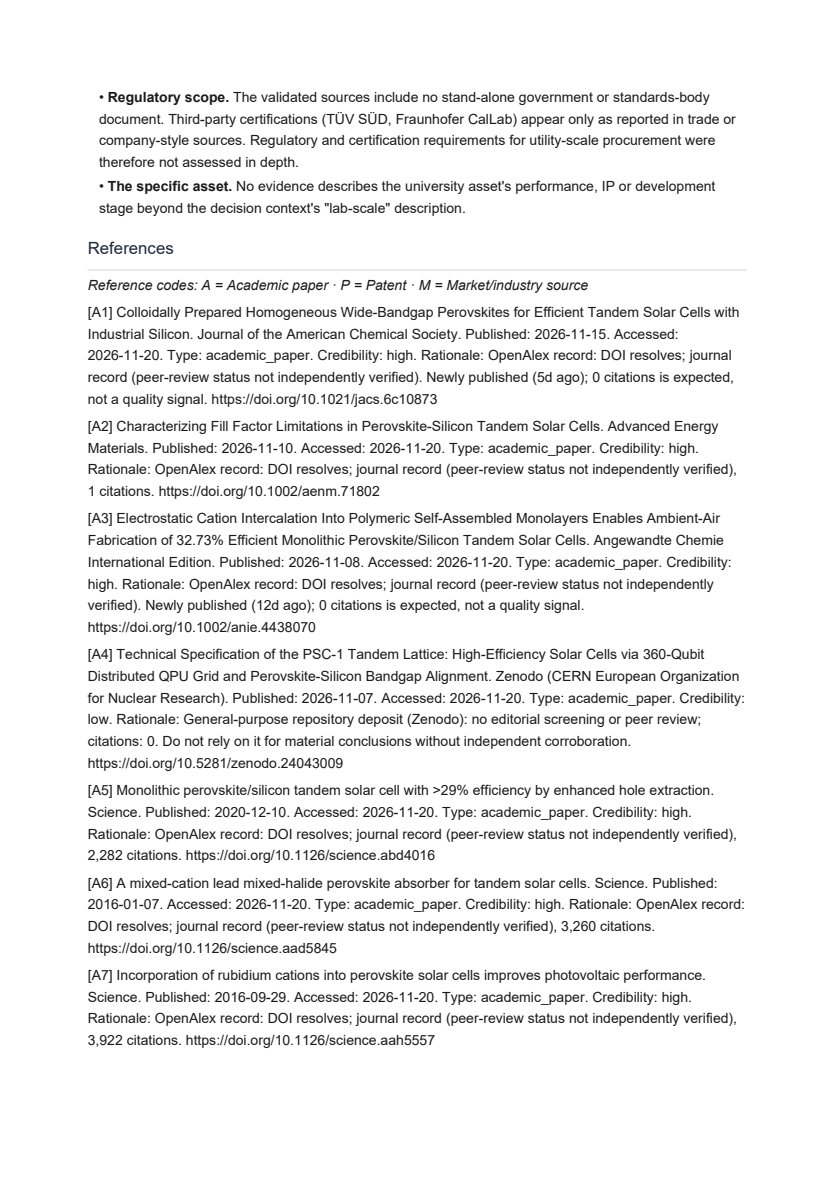 • Regulatory scope. The validated sources include no stand-alone government or standards-body
document. Third-party certifications (TÜV SÜD, Fraunhofer CalLab) appear only as reported in trade or
company-style sources. Regulatory and certification requirements for utility-scale procurement were
therefore not assessed in depth.
• The specific asset. No evidence describes the university asset's performance, IP or development
stage beyond the decision context's "lab-scale" description.
References
Reference codes: A = Academic paper · P = Patent · M = Market/industry source
[A1] Colloidally Prepared Homogeneous Wide-Bandgap Perovskites for Efficient Tandem Solar Cells with
Industrial Silicon. Journal of the American Chemical Society. Published: 2026-11-15. Accessed:
2026-11-20. Type: academic_paper. Credibility: high. Rationale: OpenAlex record: DOI resolves; journal
record (peer-review status not independently verified). Newly published (5d ago); 0 citations is expected,
not a quality signal. https://doi.org/10.1021/jacs.6c10873
[A2] Characterizing Fill Factor Limitations in Perovskite-Silicon Tandem Solar Cells. Advanced Energy
Materials. Published: 2026-11-10. Accessed: 2026-11-20. Type: academic_paper. Credibility: high.
Rationale: OpenAlex record: DOI resolves; journal record (peer-review status not independently verified),
1 citations. https://doi.org/10.1002/aenm.71802
[A3] Electrostatic Cation Intercalation Into Polymeric Self-Assembled Monolayers Enables Ambient-Air
Fabrication of 32.73% Efficient Monolithic Perovskite/Silicon Tandem Solar Cells. Angewandte Chemie
International Edition. Published: 2026-11-08. Accessed: 2026-11-20. Type: academic_paper. Credibility:
high. Rationale: OpenAlex record: DOI resolves; journal record (peer-review status not independently
verified). Newly published (12d ago); 0 citations is expected, not a quality signal.
https://doi.org/10.1002/anie.4438070
[A4] Technical Specification of the PSC-1 Tandem Lattice: High-Efficiency Solar Cells via 360-Qubit
Distributed QPU Grid and Perovskite-Silicon Bandgap Alignment. Zenodo (CERN European Organization
for Nuclear Research). Published: 2026-11-07. Accessed: 2026-11-20. Type: academic_paper. Credibility:
low. Rationale: General-purpose repository deposit (Zenodo): no editorial screening or peer review;
citations: 0. Do not rely on it for material conclusions without independent corroboration.
https://doi.org/10.5281/zenodo.24043009
[A5] Monolithic perovskite/silicon tandem solar cell with >29% efficiency by enhanced hole extraction.
Science. Published: 2020-12-10. Accessed: 2026-11-20. Type: academic_paper. Credibility: high.
Rationale: OpenAlex record: DOI resolves; journal record (peer-review status not independently verified),
2,282 citations. https://doi.org/10.1126/science.abd4016
[A6] A mixed-cation lead mixed-halide perovskite absorber for tandem solar cells. Science. Published:
2016-01-07. Accessed: 2026-11-20. Type: academic_paper. Credibility: high. Rationale: OpenAlex record:
DOI resolves; journal record (peer-review status not independently verified), 3,260 citations.
https://doi.org/10.1126/science.aad5845
[A7] Incorporation of rubidium cations into perovskite solar cells improves photovoltaic performance.
Science. Published: 2016-09-29. Accessed: 2026-11-20. Type: academic_paper. Credibility: high.
Rationale: OpenAlex record: DOI resolves; journal record (peer-review status not independently verified),
3,922 citations. https://doi.org/10.1126/science.aah5557